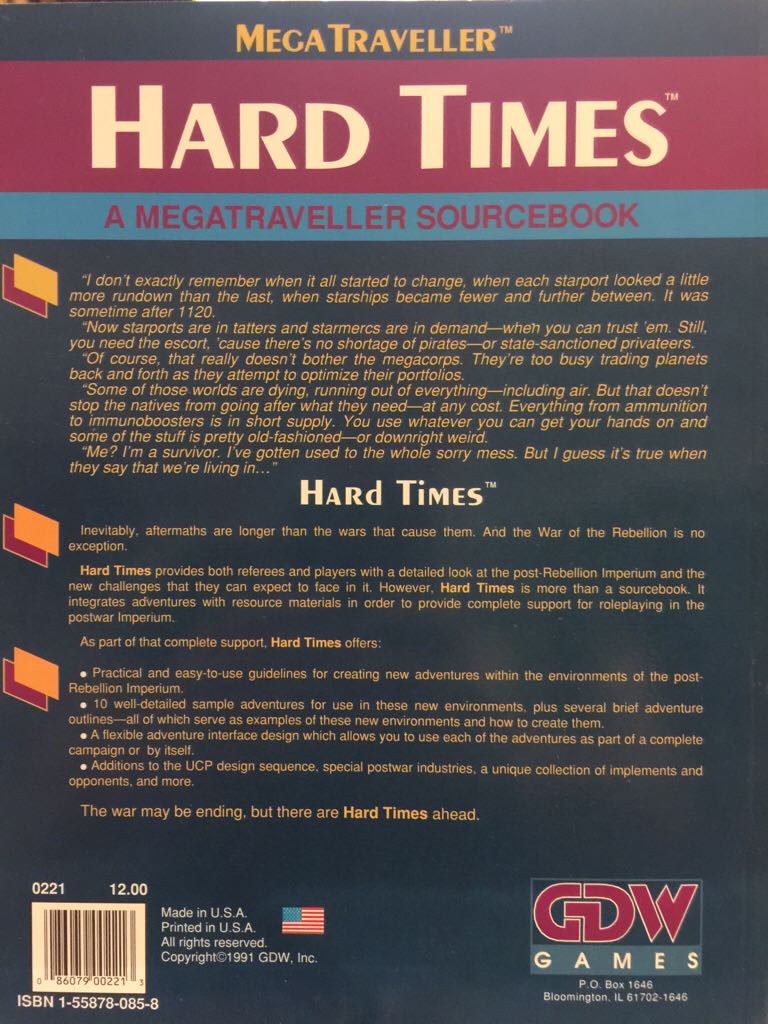 MEGATRAVELLER™
HARD TIMES™
A MEGATRAVELLER SOURCEBOOK
"I don't exactly remember when it all started to change, when each starport looked a little
more rundown than the last, when starships became fewer and further between. It was
sometime after 1120.
"Now starports are in tatters and starmercs are in demand—when you can trust 'em. Still,
you need the escort, 'cause there's no shortage of pirates—or state-sanctioned privateers.
"Of course, that really doesn't bother the megacorps. They're too busy trading planets
back and forth as they attempt to optimize their portfolios.
"Some of those worlds are dying, running out of everything—including air. But that doesn't
stop the natives from going after what they need—at any cost. Everything from ammunition
to immunoboosters is in short supply. You use whatever you can get your hands on and
some of the stuff is pretty old-fashioned—or downright weird.
"Me? I'm a survivor. I've gotten used to the whole sorry mess. But I guess it's true when
they say that we're living in..."
HARD TIMES™
Inevitably, aftermaths are longer than the wars that cause them. And the War of the Rebellion is no
exception.
Hard Times provides both referees and players with a detailed look at the post-Rebellion Imperium and the
new challenges that they can expect to face in it. However, Hard Times is more than a sourcebook. It
integrates adventures with resource materials in order to provide complete support for roleplaying in the
postwar Imperium.
As part of that complete support, Hard Times offers:
• Practical and easy-to-use guidelines for creating new adventures within the environments of the post-
Rebellion Imperium.
• 10 well-detailed sample adventures for use in these new environments, plus several brief adventure
outlines—all of which serve as examples of these new environments and how to create them.
• A flexible adventure interface design which allows you to use each of the adventures as part of a complete
campaign or by itself.
• Additions to the UCP design sequence, special postwar industries, a unique collection of implements and
opponents, and more.
The war may be ending, but there are Hard Times ahead.
0221 12.00
0 86079 00221 3
ISBN 1-55878-085-8
Made in U.S.A.
Printed in U.S.A.
All rights reserved.
Copyright©1991 GDW, Inc.
GDW
GAMES
P.O. Box 1646
Bloomington, IL 61702-1646